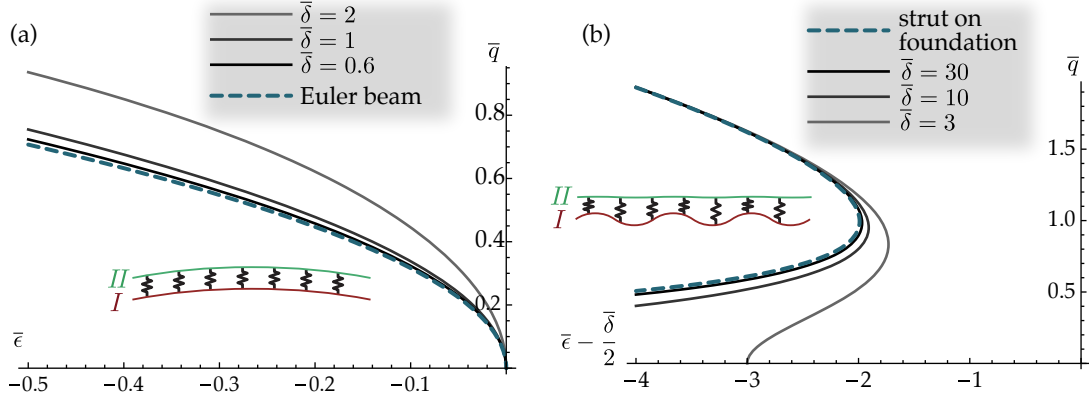 (a)
δ̅ = 2
δ̅ = 1
δ̅ = 0.6
Euler beam
q̅
0.8
0.6
0.4
0.2
II
I
ϵ̅
−0.5
−0.4
−0.3
−0.2
−0.1
(b)
strut on
foundation
δ̅ = 30
δ̅ = 10
δ̅ = 3
q̅
1.5
1.0
0.5
II
I
ϵ̅ − δ̅/2
−4
−3
−2
−1